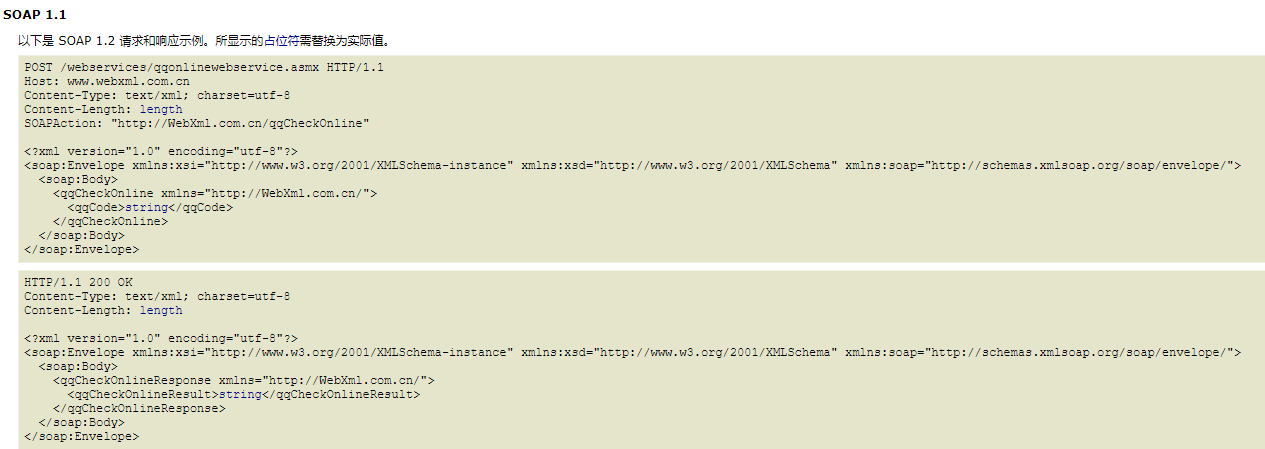 SOAP 1.1
以下是 SOAP 1.2 请求和响应示例。所显示的占位符需替换为实际值。
POST /webservices/qqonlinewebservice.asmx HTTP/1.1
Host: www.webxml.com.cn
Content-Type: text/xml; charset=utf-8
Content-Length: length
SOAPAction: "http://WebXml.com.cn/qqCheckOnline"
<?xml version="1.0" encoding="utf-8"?>
<soap:Envelope xmlns:xsi="http://www.w3.org/2001/XMLSchema-instance" xmlns:xsd="http://www.w3.org/2001/XMLSchema" xmlns:soap="http://schemas.xmlsoap.org/soap/envelope/">
  <soap:Body>
    <qqCheckOnline xmlns="http://WebXml.com.cn/">
      <qqCode>string</qqCode>
    </qqCheckOnline>
  </soap:Body>
</soap:Envelope>
HTTP/1.1 200 OK
Content-Type: text/xml; charset=utf-8
Content-Length: length
<?xml version="1.0" encoding="utf-8"?>
<soap:Envelope xmlns:xsi="http://www.w3.org/2001/XMLSchema-instance" xmlns:xsd="http://www.w3.org/2001/XMLSchema" xmlns:soap="http://schemas.xmlsoap.org/soap/envelope/">
  <soap:Body>
    <qqCheckOnlineResponse xmlns="http://WebXml.com.cn/">
      <qqCheckOnlineResult>string</qqCheckOnlineResult>
    </qqCheckOnlineResponse>
  </soap:Body>
</soap:Envelope>